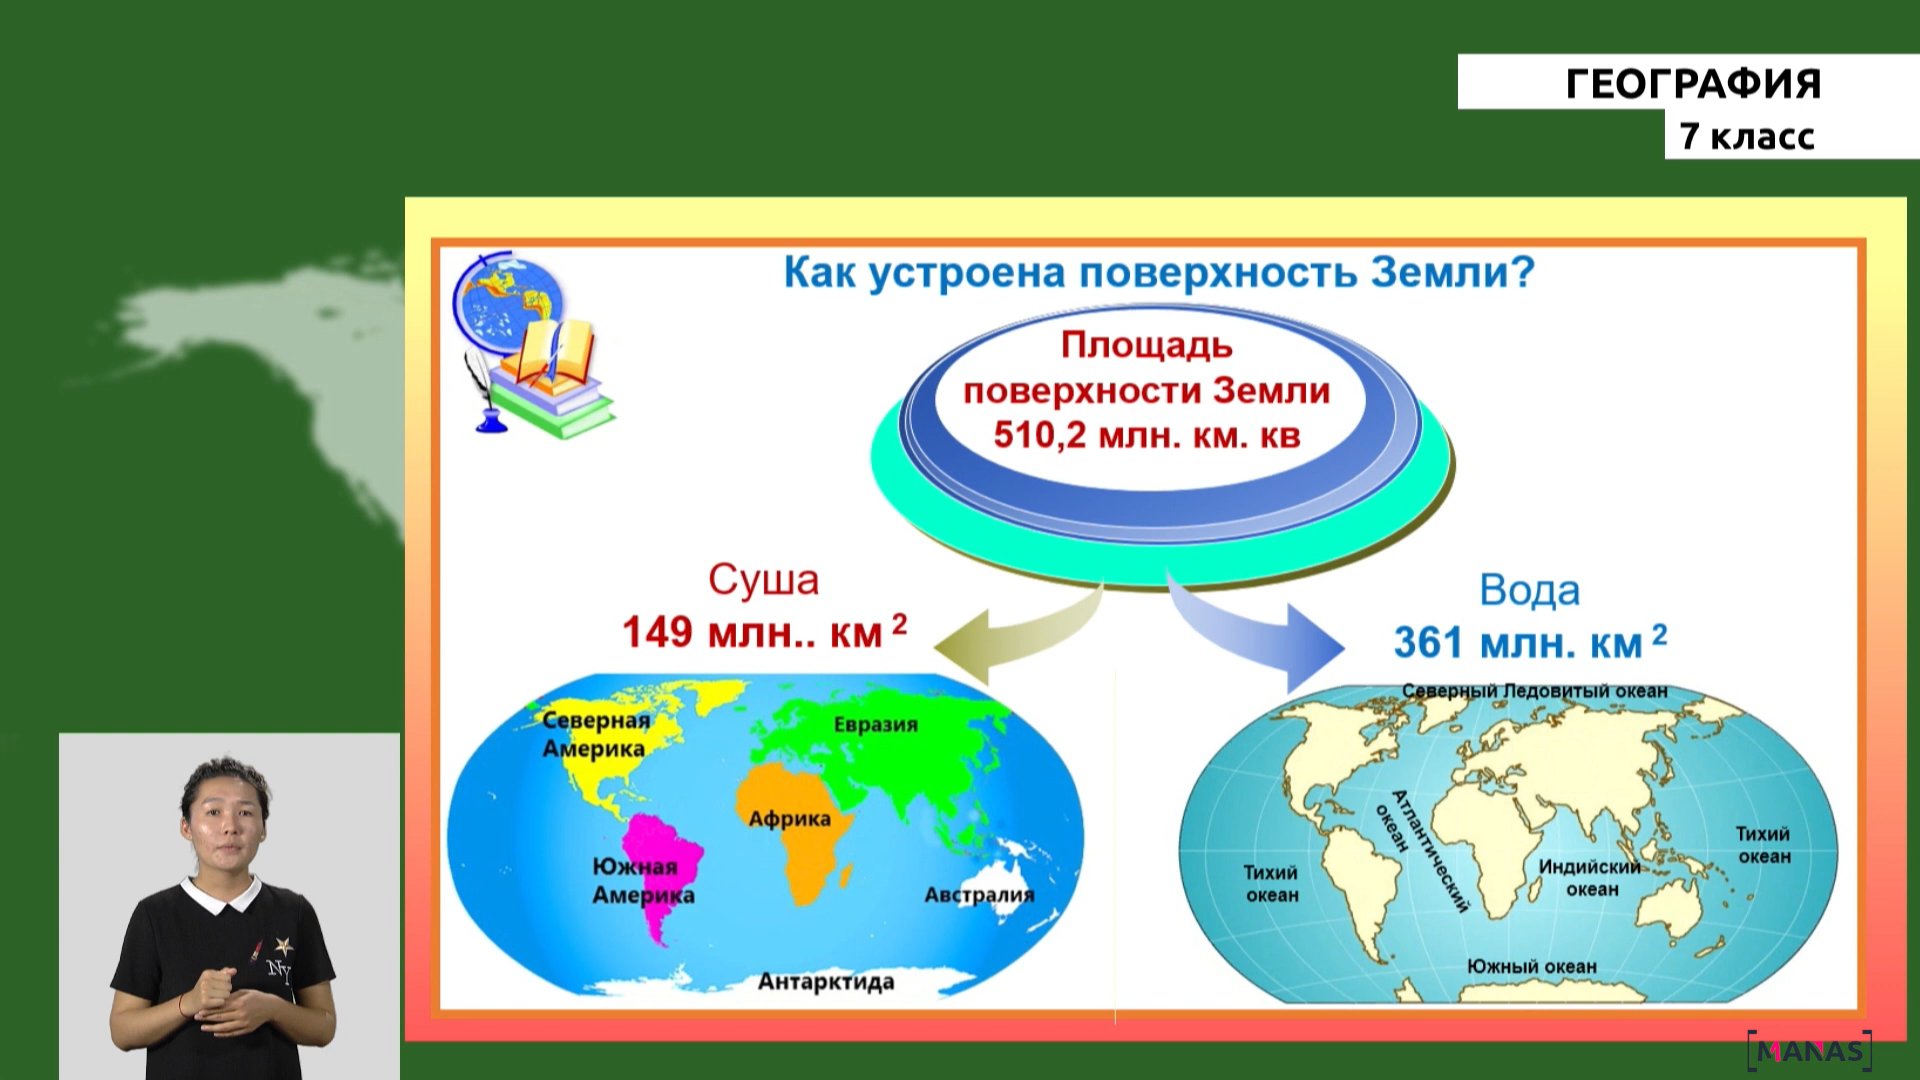 ГЕОГРАФИЯ
7 класс
Как устроена поверхность Земли?
Площадь
поверхности Земли
510,2 млн. км. кв
Суша
149 млн.. км 2
Вода
361 млн. км 2
Северная
Америка
Евразия
Африка
Южная
Америка
Австралия
Антарктида
Северный Ледовитый океан
Атлантический
океан
Тихий
океан
Индийский
океан
Тихий
океан
Южный океан
NY
[MANAS]